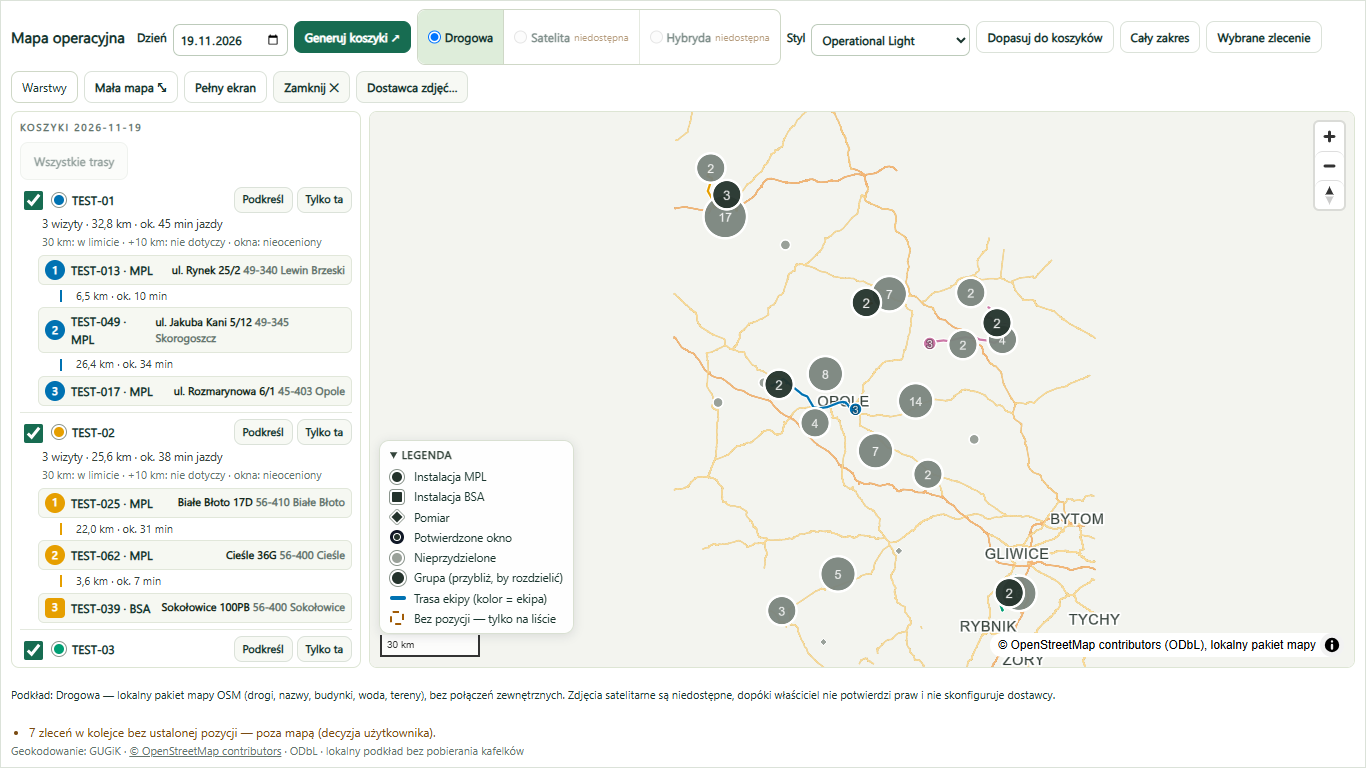 Mapa operacyjna
Dzień
19.11.2026
Generuj koszyki ↗
Drogowa
Satelita niedostępna
Hybryda niedostępna
Styl
Operational Light
Dopasuj do koszyków
Cały zakres
Wybrane zlecenie
Warstwy
Mała mapa ⤡
Pełny ekran
Zamknij ✕
Dostawca zdjęć...
KOSZYKI 2026-11-19
Wszystkie trasy
TEST-01
Podkreśl
Tylko ta
3 wizyty · 32,8 km · ok. 45 min jazdy
30 km: w limicie · +10 km: nie dotyczy · okna: nieoceniony
1 TEST-013 · MPL ul. Rynek 25/2 49-340 Lewin Brzeski
6,5 km · ok. 10 min
2 TEST-049 · MPL ul. Jakuba Kani 5/12 49-345 Skorogoszcz
26,4 km · ok. 34 min
3 TEST-017 · MPL ul. Rozmarynowa 6/1 45-403 Opole
TEST-02
Podkreśl
Tylko ta
3 wizyty · 25,6 km · ok. 38 min jazdy
30 km: w limicie · +10 km: nie dotyczy · okna: nieoceniony
1 TEST-025 · MPL Białe Błoto 17D 56-410 Białe Błoto
22,0 km · ok. 31 min
2 TEST-062 · MPL Cieśle 36G 56-400 Cieśle
3,6 km · ok. 7 min
3 TEST-039 · BSA Sokołowice 100PB 56-400 Sokołowice
TEST-03
Podkreśl
Tylko ta
2
3
17
2
7
2
2
3
2
4
2
8
OPOLE
3
14
4
7
2
BYTOM
GLIWICE
5
2
3
RYBNIK
TYCHY
ŻORY
▼ LEGENDA
Instalacja MPL
Instalacja BSA
Pomiar
Potwierdzone okno
Nieprzydzielone
Grupa (przybliż, by rozdzielić)
Trasa ekipy (kolor = ekipa)
Bez pozycji — tylko na liście
30 km
© OpenStreetMap contributors (ODbL), lokalny pakiet mapy
Podkład: Drogowa — lokalny pakiet mapy OSM (drogi, nazwy, budynki, woda, tereny), bez połączeń zewnętrznych. Zdjęcia satelitarne są niedostępne, dopóki właściciel nie potwierdzi praw i nie skonfiguruje dostawcy.
• 7 zleceń w kolejce bez ustalonej pozycji — poza mapą (decyzja użytkownika).
Geokodowanie: GUGiK · © OpenStreetMap contributors · ODbL · lokalny podkład bez pobierania kafelków